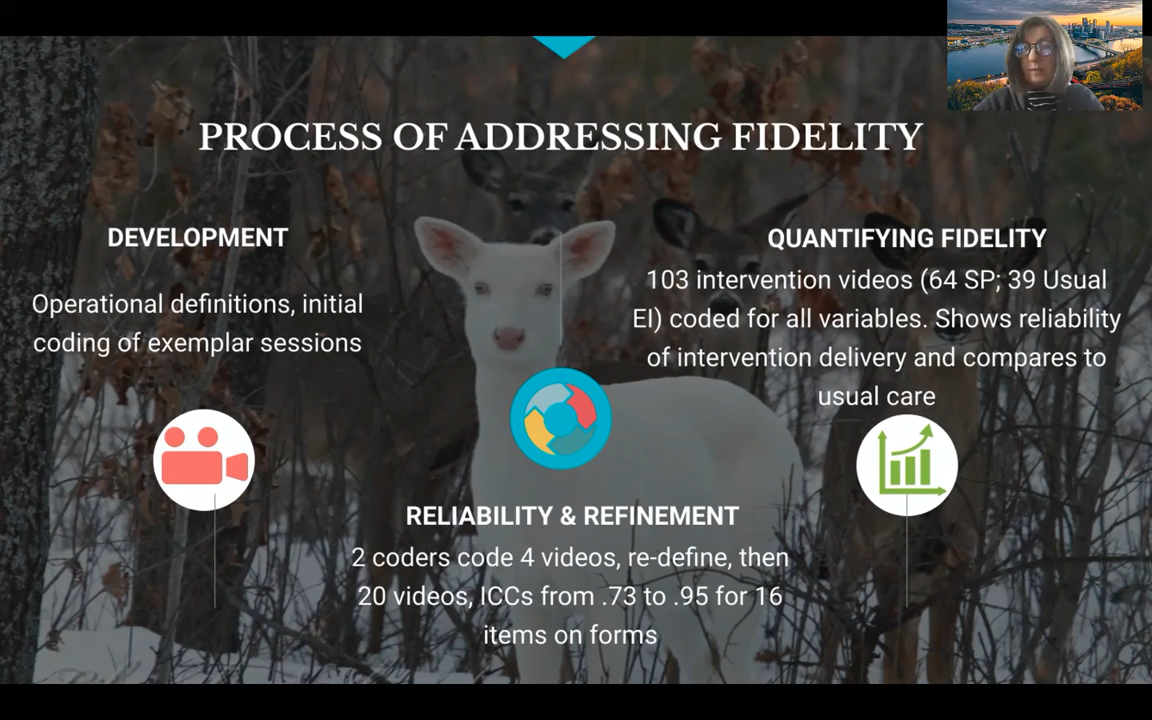 PROCESS OF ADDRESSING FIDELITY
DEVELOPMENT
Operational definitions, initial
coding of exemplar sessions
RELIABILITY & REFINEMENT
2 coders code 4 videos, re-define, then
20 videos, ICCs from .73 to .95 for 16
items on forms
QUANTIFYING FIDELITY
103 intervention videos (64 SP; 39 Usual
EI) coded for all variables. Shows reliability
of intervention delivery and compares to
usual care